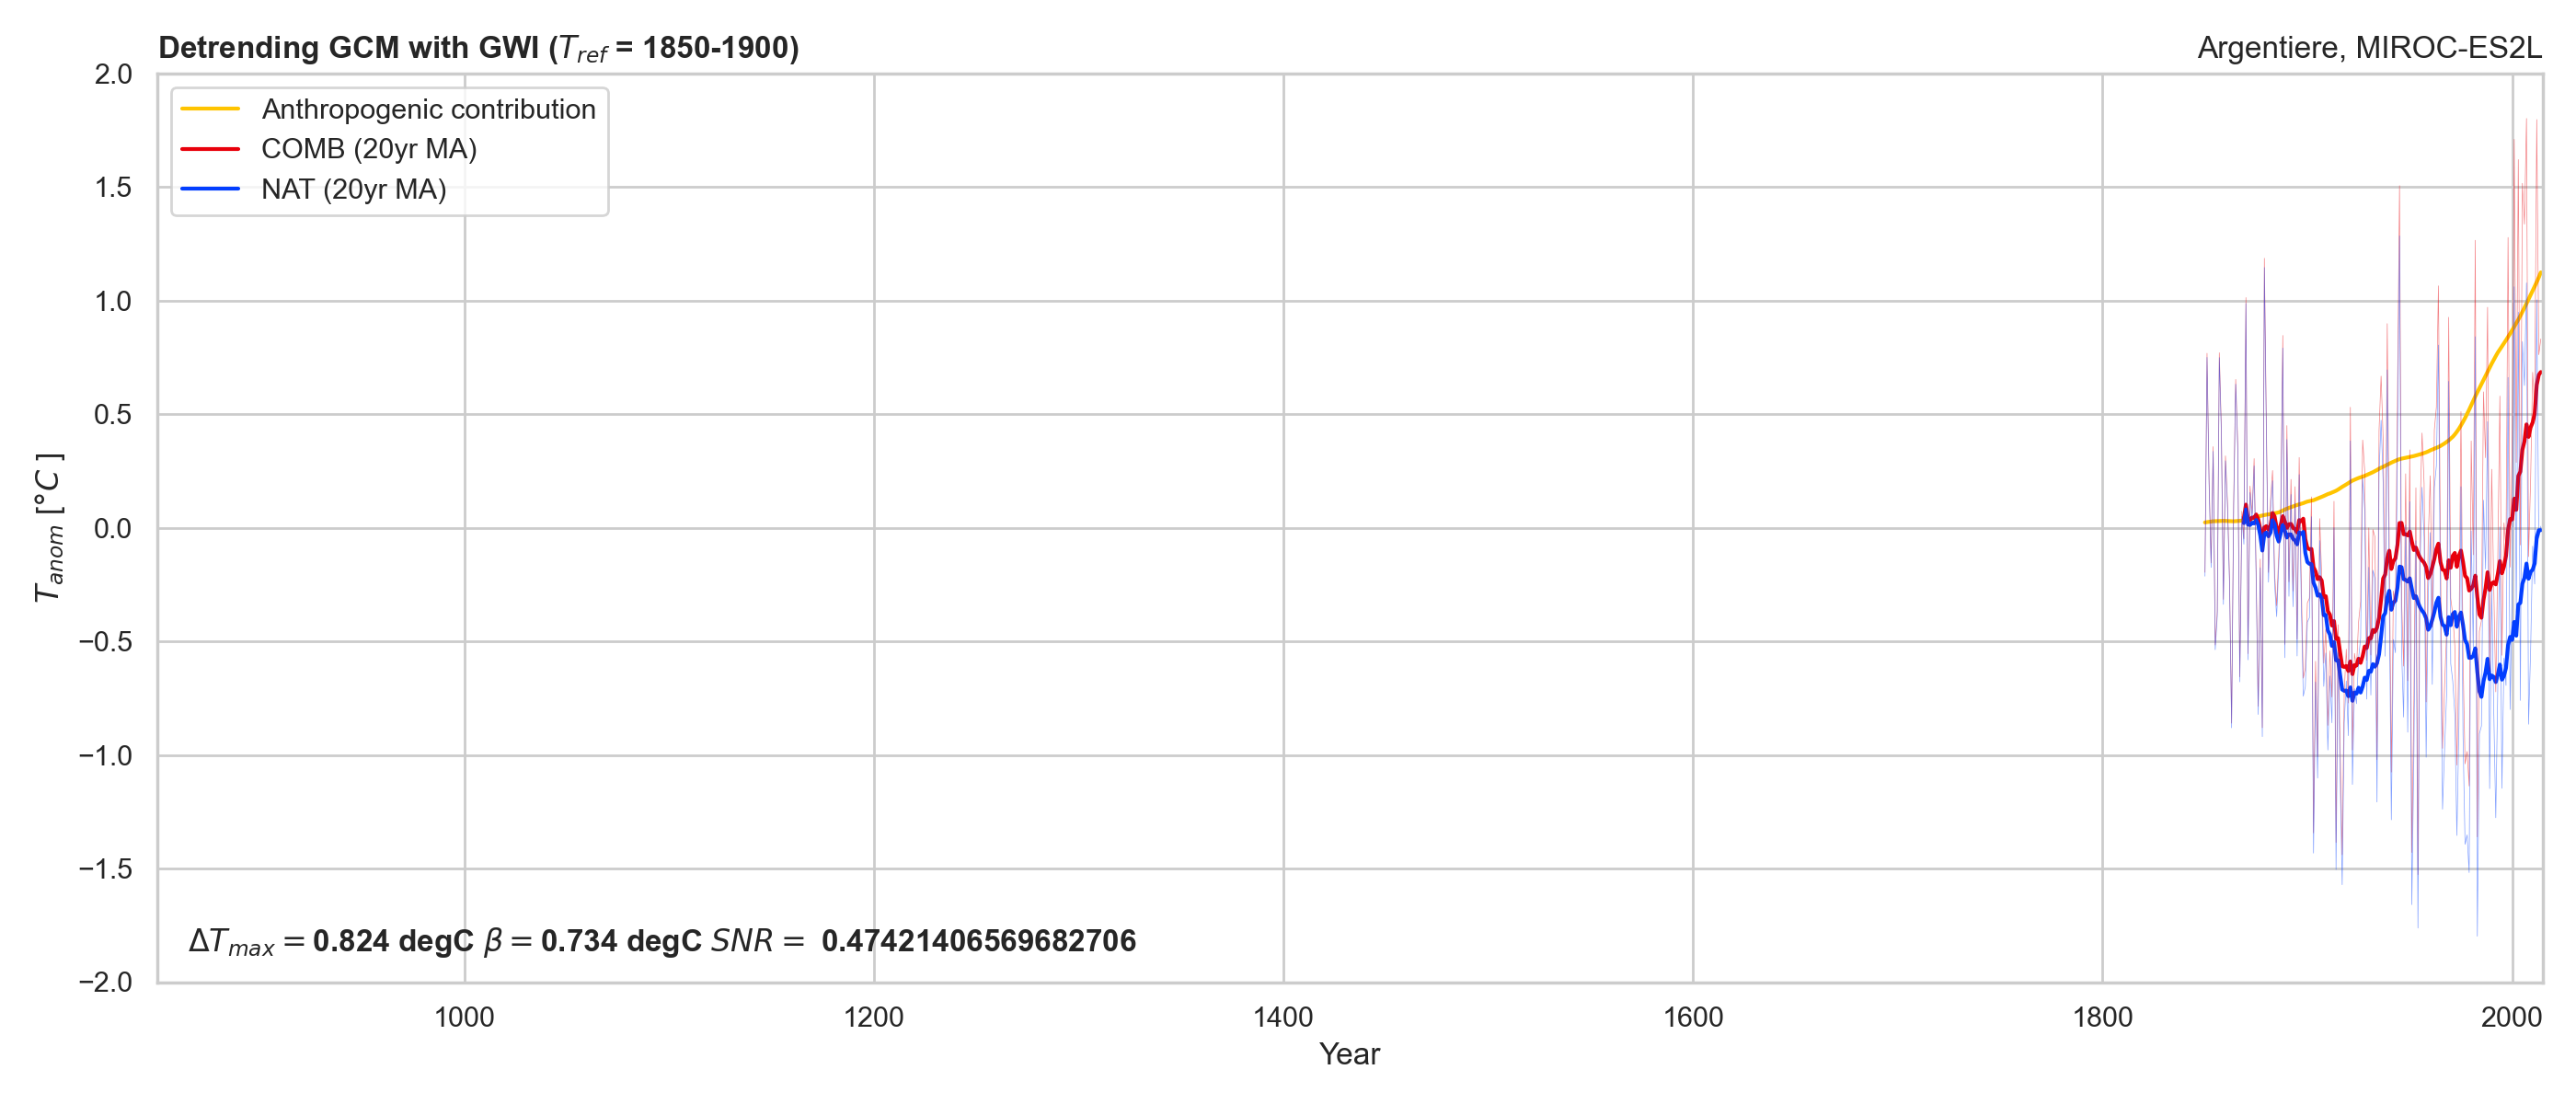 Detrending GCM with GWI (T_ref = 1850-1900)
Argentiere, MIROC-ES2L
Anthropogenic contribution
COMB (20yr MA)
NAT (20yr MA)
2.0
1.5
1.0
0.5
0.0
−0.5
−1.0
−1.5
−2.0
T_anom [°C ]
ΔT_max = 0.824 degC β = 0.734 degC SNR = 0.47421406569682706
1000 1200 1400 1600 1800 2000
Year